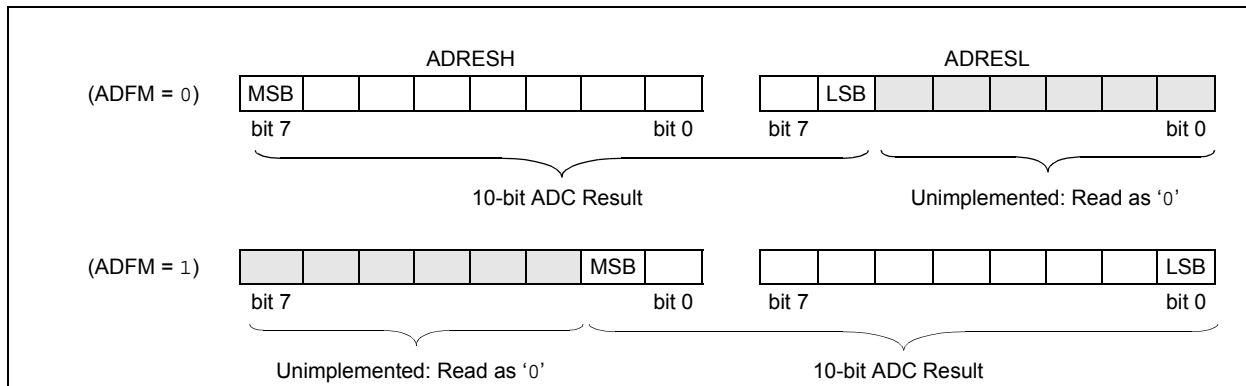 ADRESH ADRESL
(ADFM = 0) MSB LSB
bit 7 bit 0 bit 7 bit 0
10-bit ADC Result Unimplemented: Read as ‘0’
(ADFM = 1) MSB LSB
bit 7 bit 0 bit 7 bit 0
Unimplemented: Read as ‘0’ 10-bit ADC Result